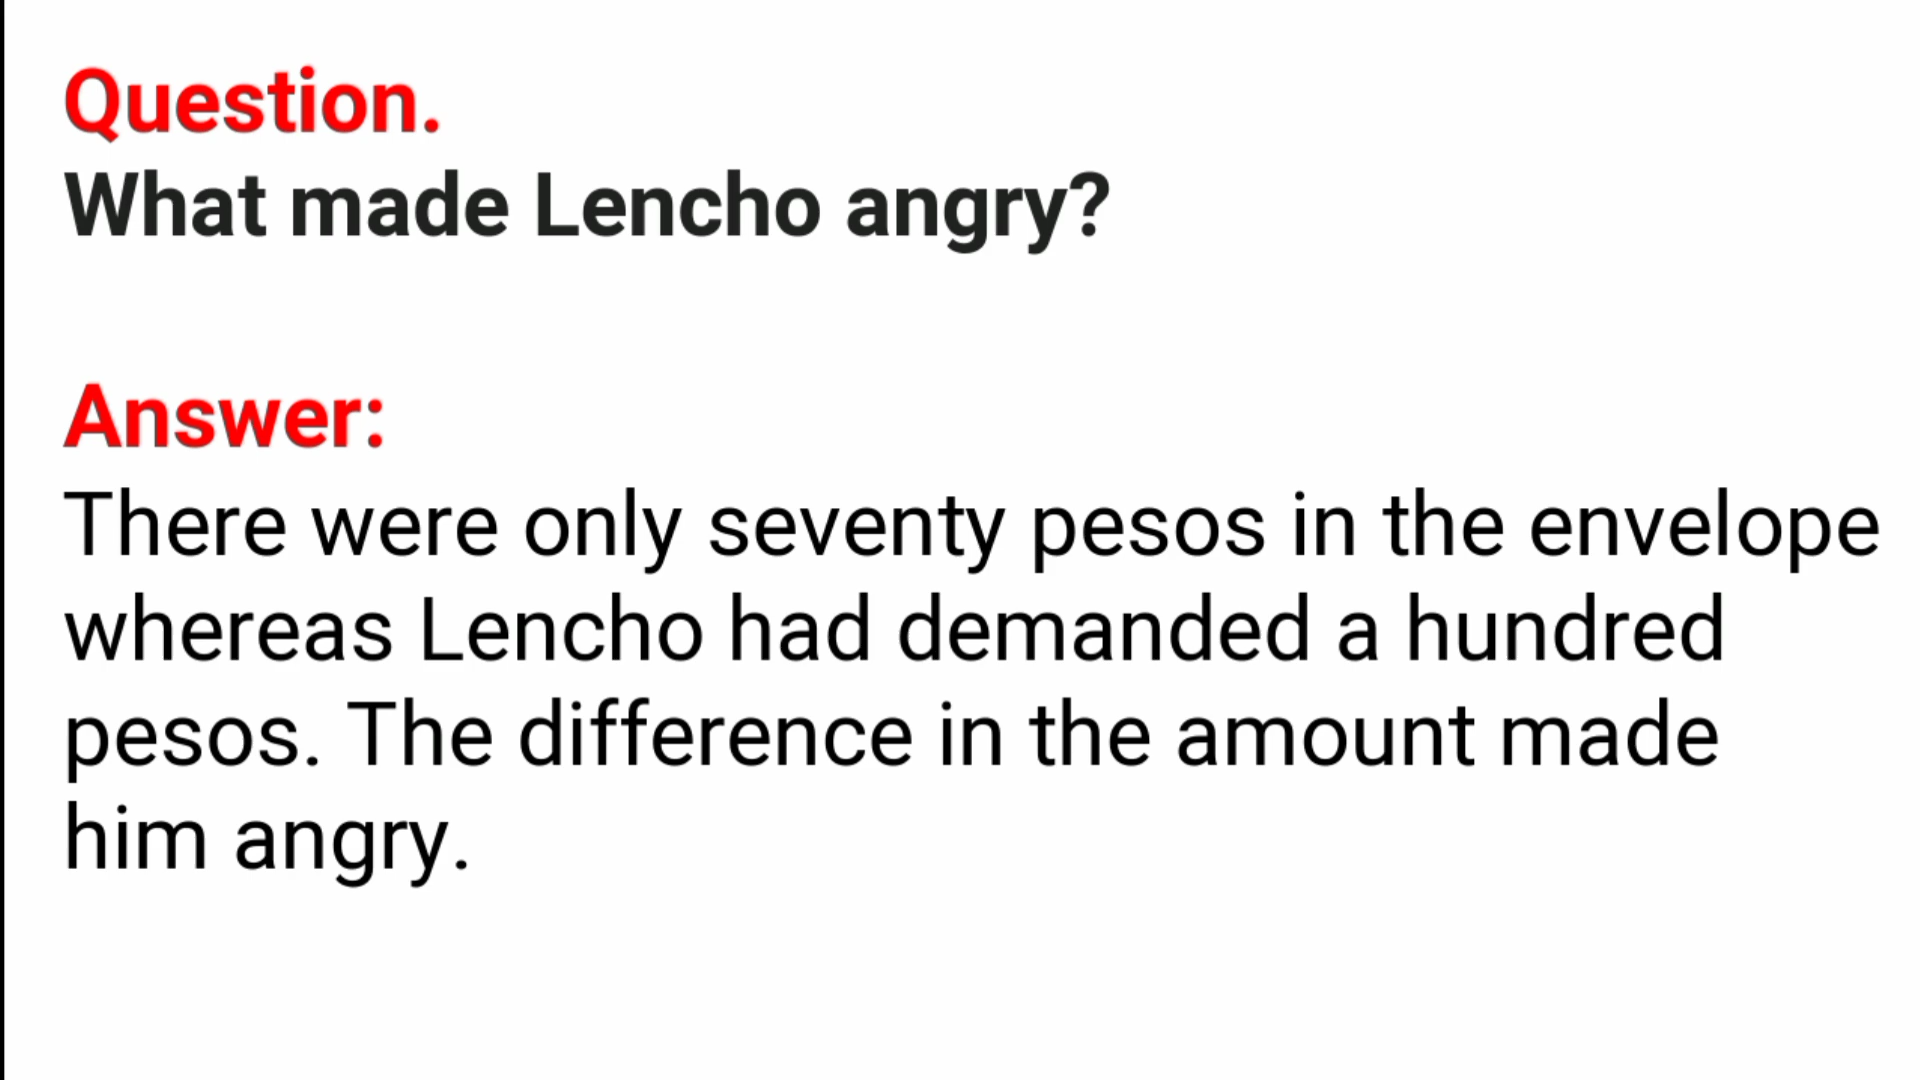 Question.
What made Lencho angry?
Answer:
There were only seventy pesos in the envelope
whereas Lencho had demanded a hundred
pesos. The difference in the amount made
him angry.